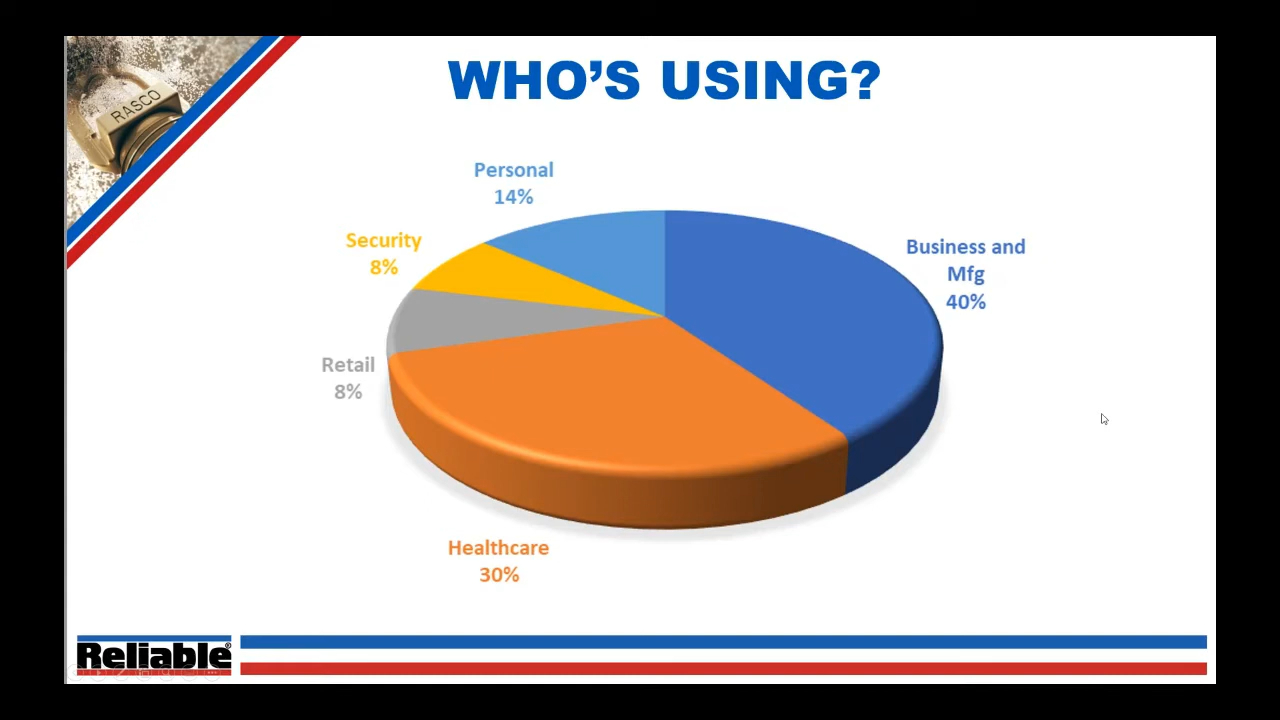 WHO'S USING?
RASCO
Personal
14%
Security
8%
Business and
Mfg
40%
Retail
8%
Healthcare
30%
Reliable®